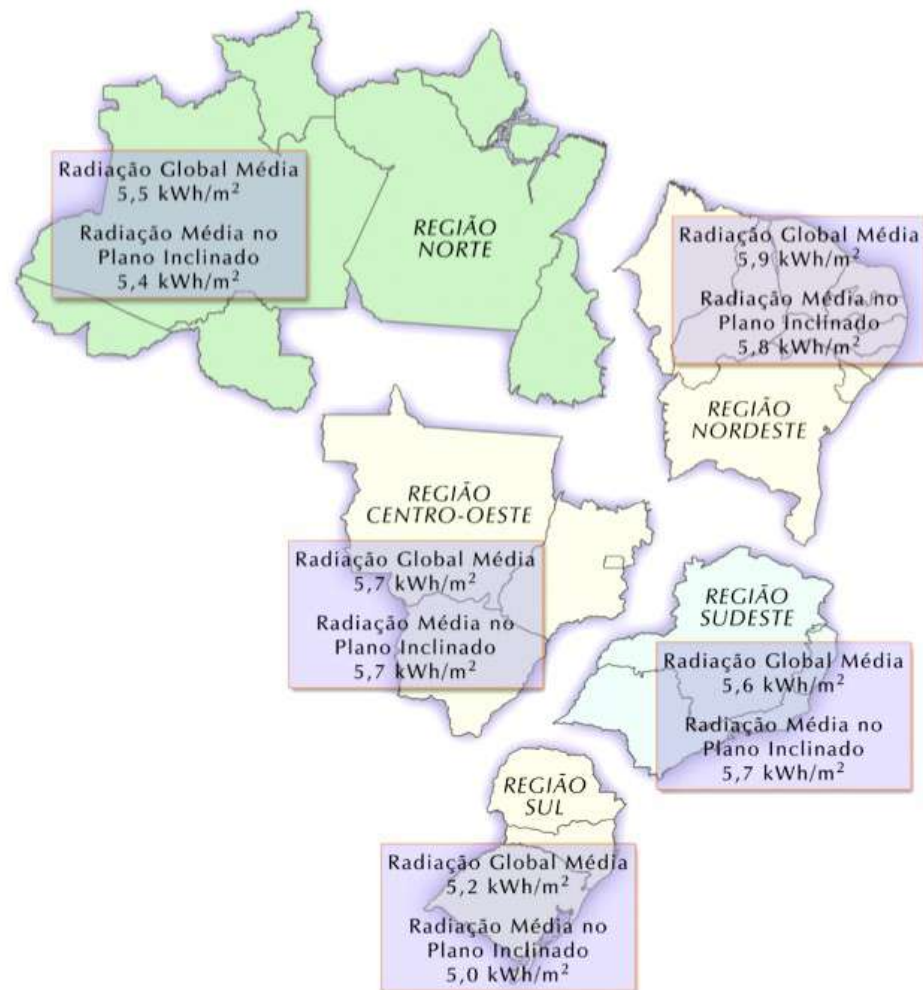 Radiação Global Média
5,5 kWh/m²
Radiação Média no
Plano Inclinado
5,4 kWh/m²
REGIÃO
NORTE
Radiação Global Média
5,9 kWh/m²
Radiação Média no
Plano Inclinado
5,8 kWh/m²
REGIÃO
NORDESTE
REGIÃO
CENTRO-OESTE
Radiação Global Média
5,7 kWh/m²
Radiação Média no
Plano Inclinado
5,7 kWh/m²
REGIÃO
SUDESTE
Radiação Global Média
5,6 kWh/m²
Radiação Média no
Plano Inclinado
5,7 kWh/m²
REGIÃO
SUL
Radiação Global Média
5,2 kWh/m²
Radiação Média no
Plano Inclinado
5,0 kWh/m²